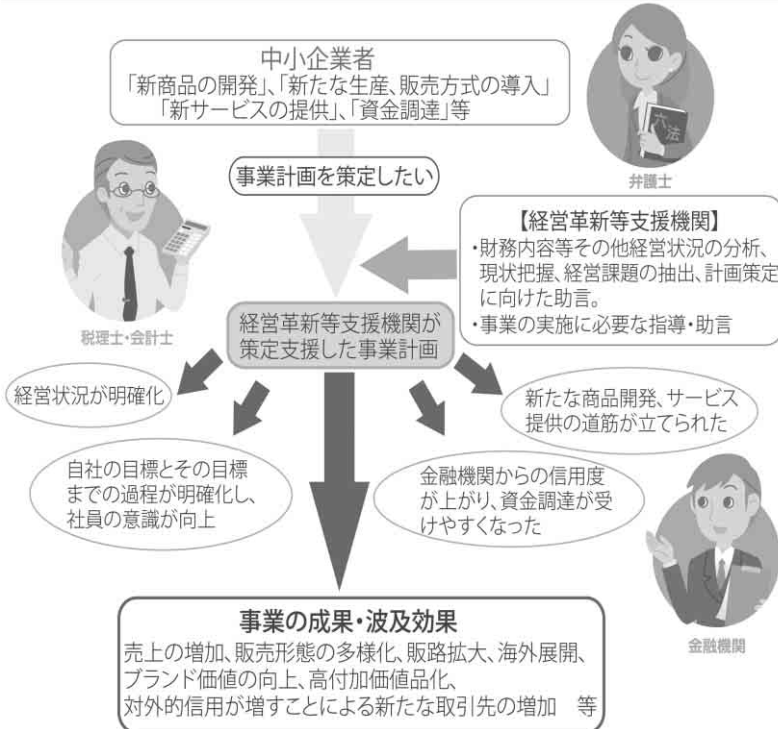 中小企業者
「新商品の開発」、「新たな生産、販売方式の導入」
「新サービスの提供」、「資金調達」等
六法
弁護士
事業計画を策定したい
税理士・会計士
【経営革新等支援機関】
・財務内容等その他経営状況の分析、
現状把握、経営課題の抽出、計画策定
に向けた助言。
・事業の実施に必要な指導・助言
経営革新等支援機関が
策定支援した事業計画
経営状況が明確化
新たな商品開発、サービス
提供の道筋が立てられた
自社の目標とその目標
までの過程が明確化し、
社員の意識が向上
金融機関からの信用度
が上がり、資金調達が受
けやすくなった
金融機関
事業の成果・波及効果
売上の増加、販売形態の多様化、販路拡大、海外展開、
ブランド価値の向上、高付加価値品化、
対外的信用が増すことによる新たな取引先の増加　等